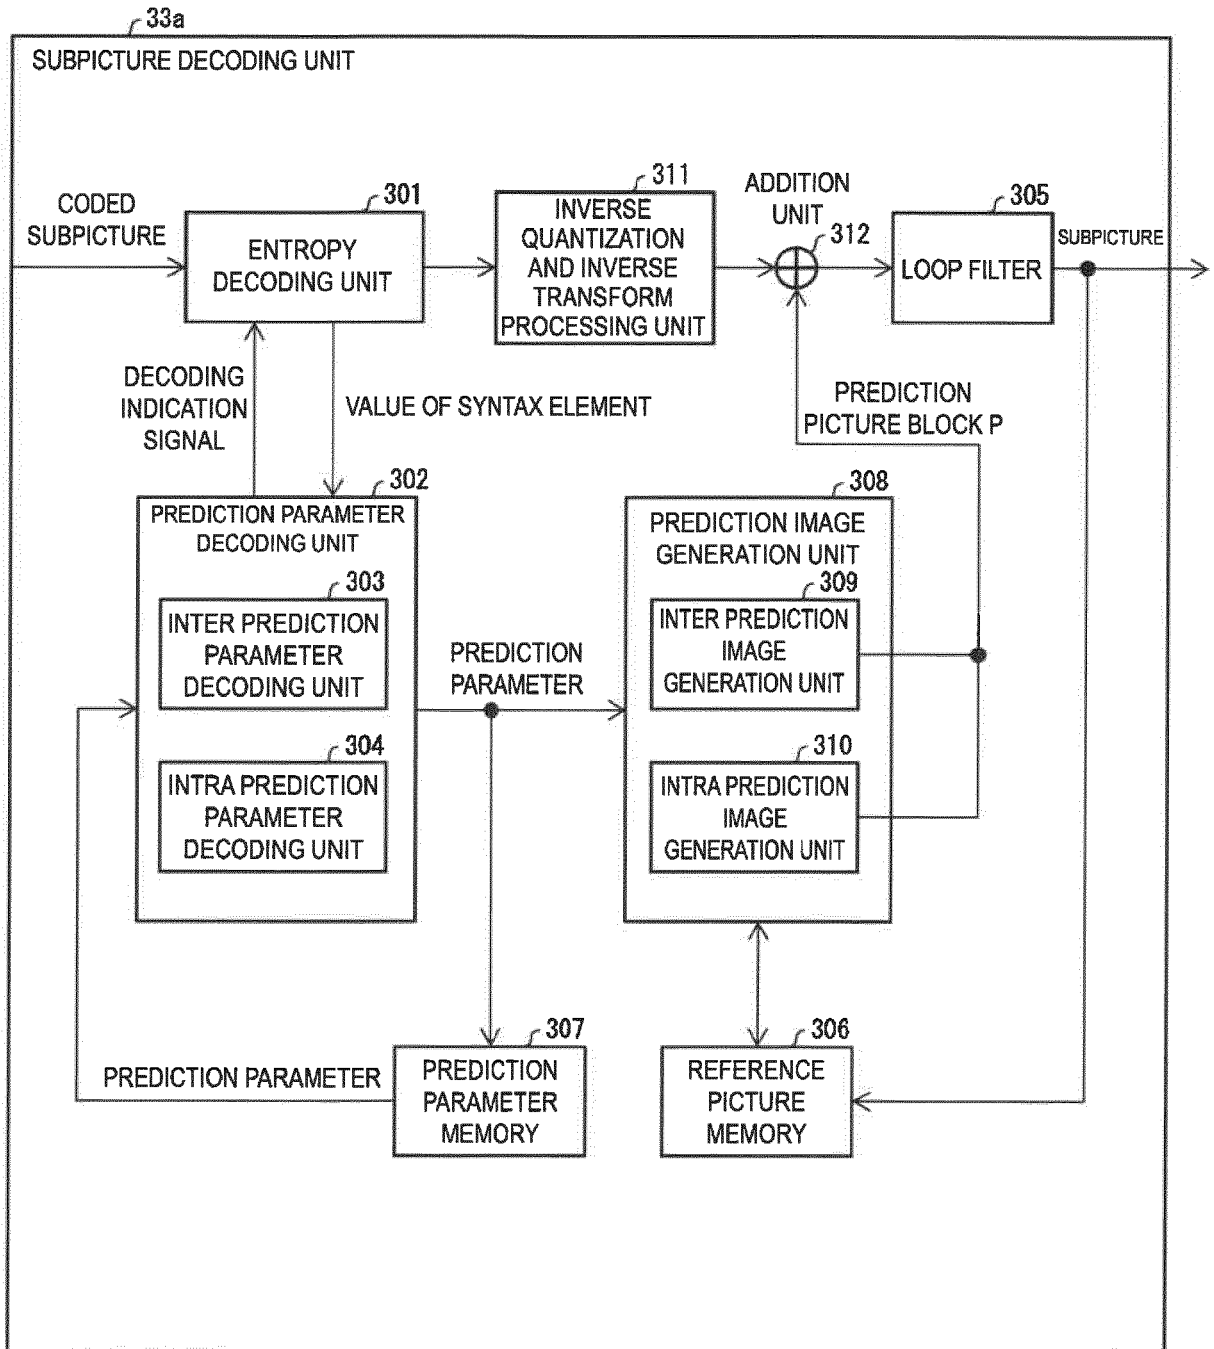 33a
SUBPICTURE DECODING UNIT
CODED
SUBPICTURE
301
ENTROPY
DECODING UNIT
311
INVERSE
QUANTIZATION
AND INVERSE
TRANSFORM
PROCESSING UNIT
ADDITION
UNIT
312
305
LOOP FILTER
SUBPICTURE
DECODING
INDICATION
SIGNAL
VALUE OF SYNTAX ELEMENT
PREDICTION
PICTURE BLOCK P
302
PREDICTION PARAMETER
DECODING UNIT
303
INTER PREDICTION
PARAMETER
DECODING UNIT
304
INTRA PREDICTION
PARAMETER
DECODING UNIT
PREDICTION
PARAMETER
308
PREDICTION IMAGE
GENERATION UNIT
309
INTER PREDICTION
IMAGE
GENERATION UNIT
310
INTRA PREDICTION
IMAGE
GENERATION UNIT
PREDICTION PARAMETER
307
PREDICTION
PARAMETER
MEMORY
306
REFERENCE
PICTURE
MEMORY